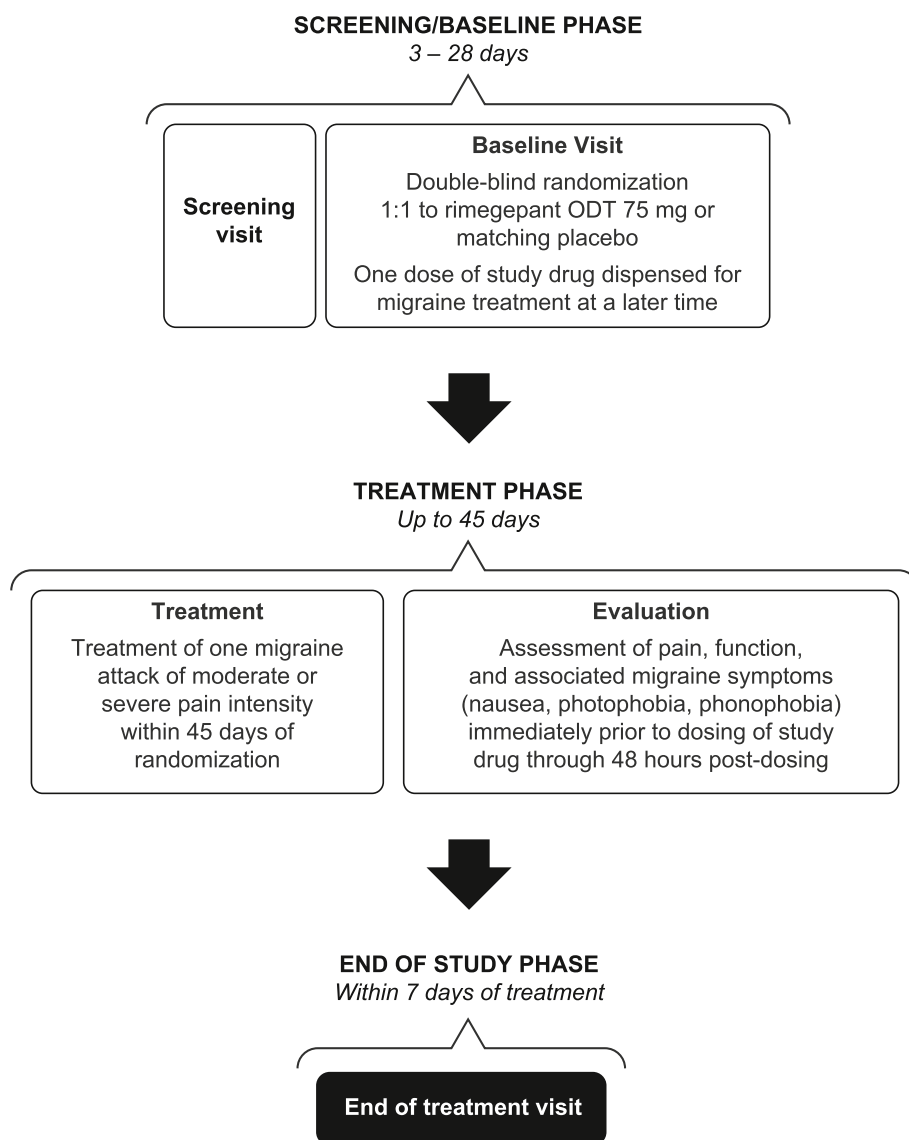 SCREENING/BASELINE PHASE
3 – 28 days
Screening
visit
Baseline Visit
Double-blind randomization
1:1 to rimegepant ODT 75 mg or
matching placebo
One dose of study drug dispensed for
migraine treatment at a later time
TREATMENT PHASE
Up to 45 days
Treatment
Treatment of one migraine
attack of moderate or
severe pain intensity
within 45 days of
randomization
Evaluation
Assessment of pain, function,
and associated migraine symptoms
(nausea, photophobia, phonophobia)
immediately prior to dosing of study
drug through 48 hours post-dosing
END OF STUDY PHASE
Within 7 days of treatment
End of treatment visit